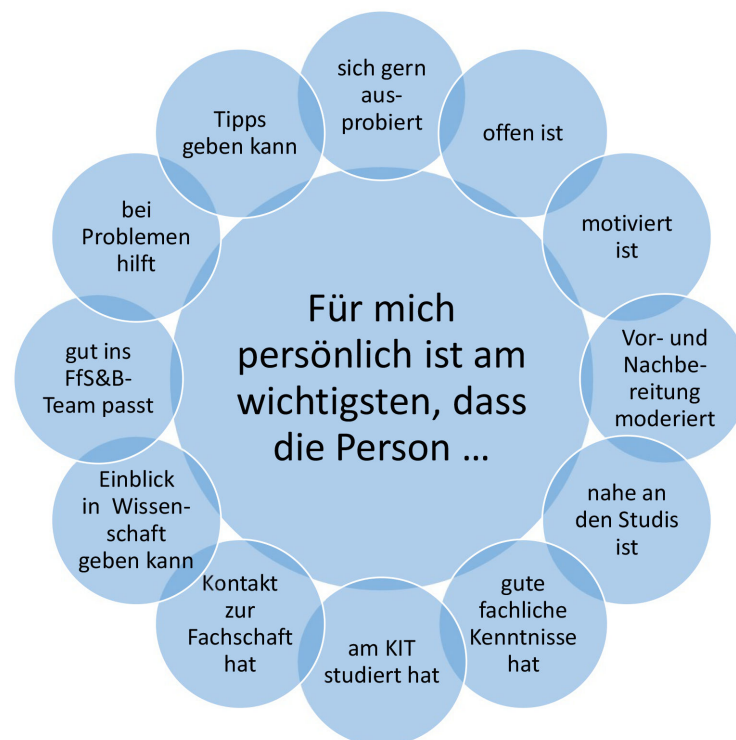 Für mich
persönlich ist am
wichtigsten, dass
die Person …
sich gern
aus-
probiert
offen ist
motiviert
ist
Vor- und
Nachbe-
reitung
moderiert
nahe an
den Studis
ist
gute
fachliche
Kenntnisse
hat
am KIT
studiert hat
Kontakt
zur
Fachschaft
hat
Einblick
in Wissen-
schaft
geben kann
gut ins
FfS&B-
Team passt
bei
Problemen
hilft
Tipps
geben kann